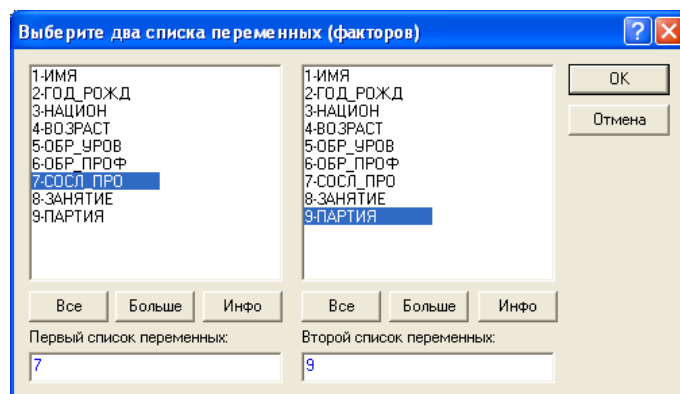 Выберите два списка переменных (факторов)
1-ИМЯ
2-ГОД_РОЖД
3-НАЦИОН
4-ВОЗРАСТ
5-ОБР_УРОВ
6-ОБР_ПРОФ
7-СОСЛ_ПРО
8-ЗАНЯТИЕ
9-ПАРТИЯ
1-ИМЯ
2-ГОД_РОЖД
3-НАЦИОН
4-ВОЗРАСТ
5-ОБР_УРОВ
6-ОБР_ПРОФ
7-СОСЛ_ПРО
8-ЗАНЯТИЕ
9-ПАРТИЯ
OK
Отмена
Все Больше Инфо Все Больше Инфо
Первый список переменных: Второй список переменных:
7 9